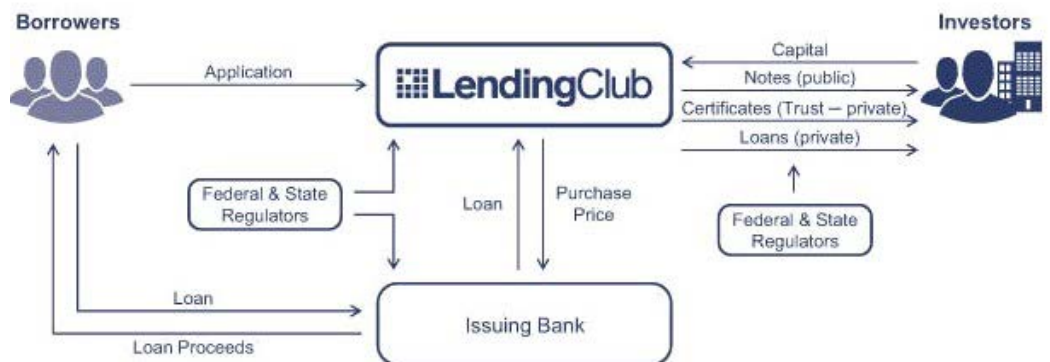 Borrowers
Investors
Application
LendingClub
Capital
Notes (public)
Certificates (Trust — private)
Loans (private)
Federal & State
Regulators
Loan
Purchase
Price
Federal & State
Regulators
Loan
Issuing Bank
Loan Proceeds